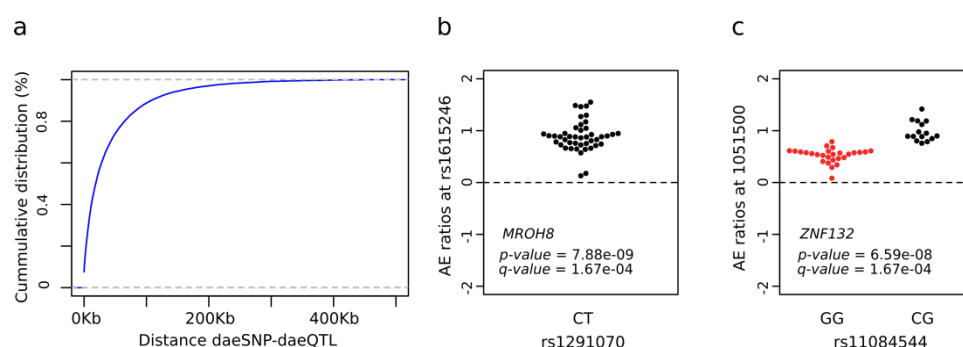 a
Cummulative distribution (%)
0.8
0.4
0
0Kb 200Kb 400Kb
Distance daeSNP-daeQTL
b
AE ratios at rs1615246
2
1
0
-1
-2
MROH8
p-value = 7.88e-09
q-value = 1.67e-04
CT
rs1291070
c
AE ratios at 1051500
2
1
0
-1
-2
ZNF132
p-value = 6.59e-08
q-value = 1.67e-04
GG CG
rs11084544